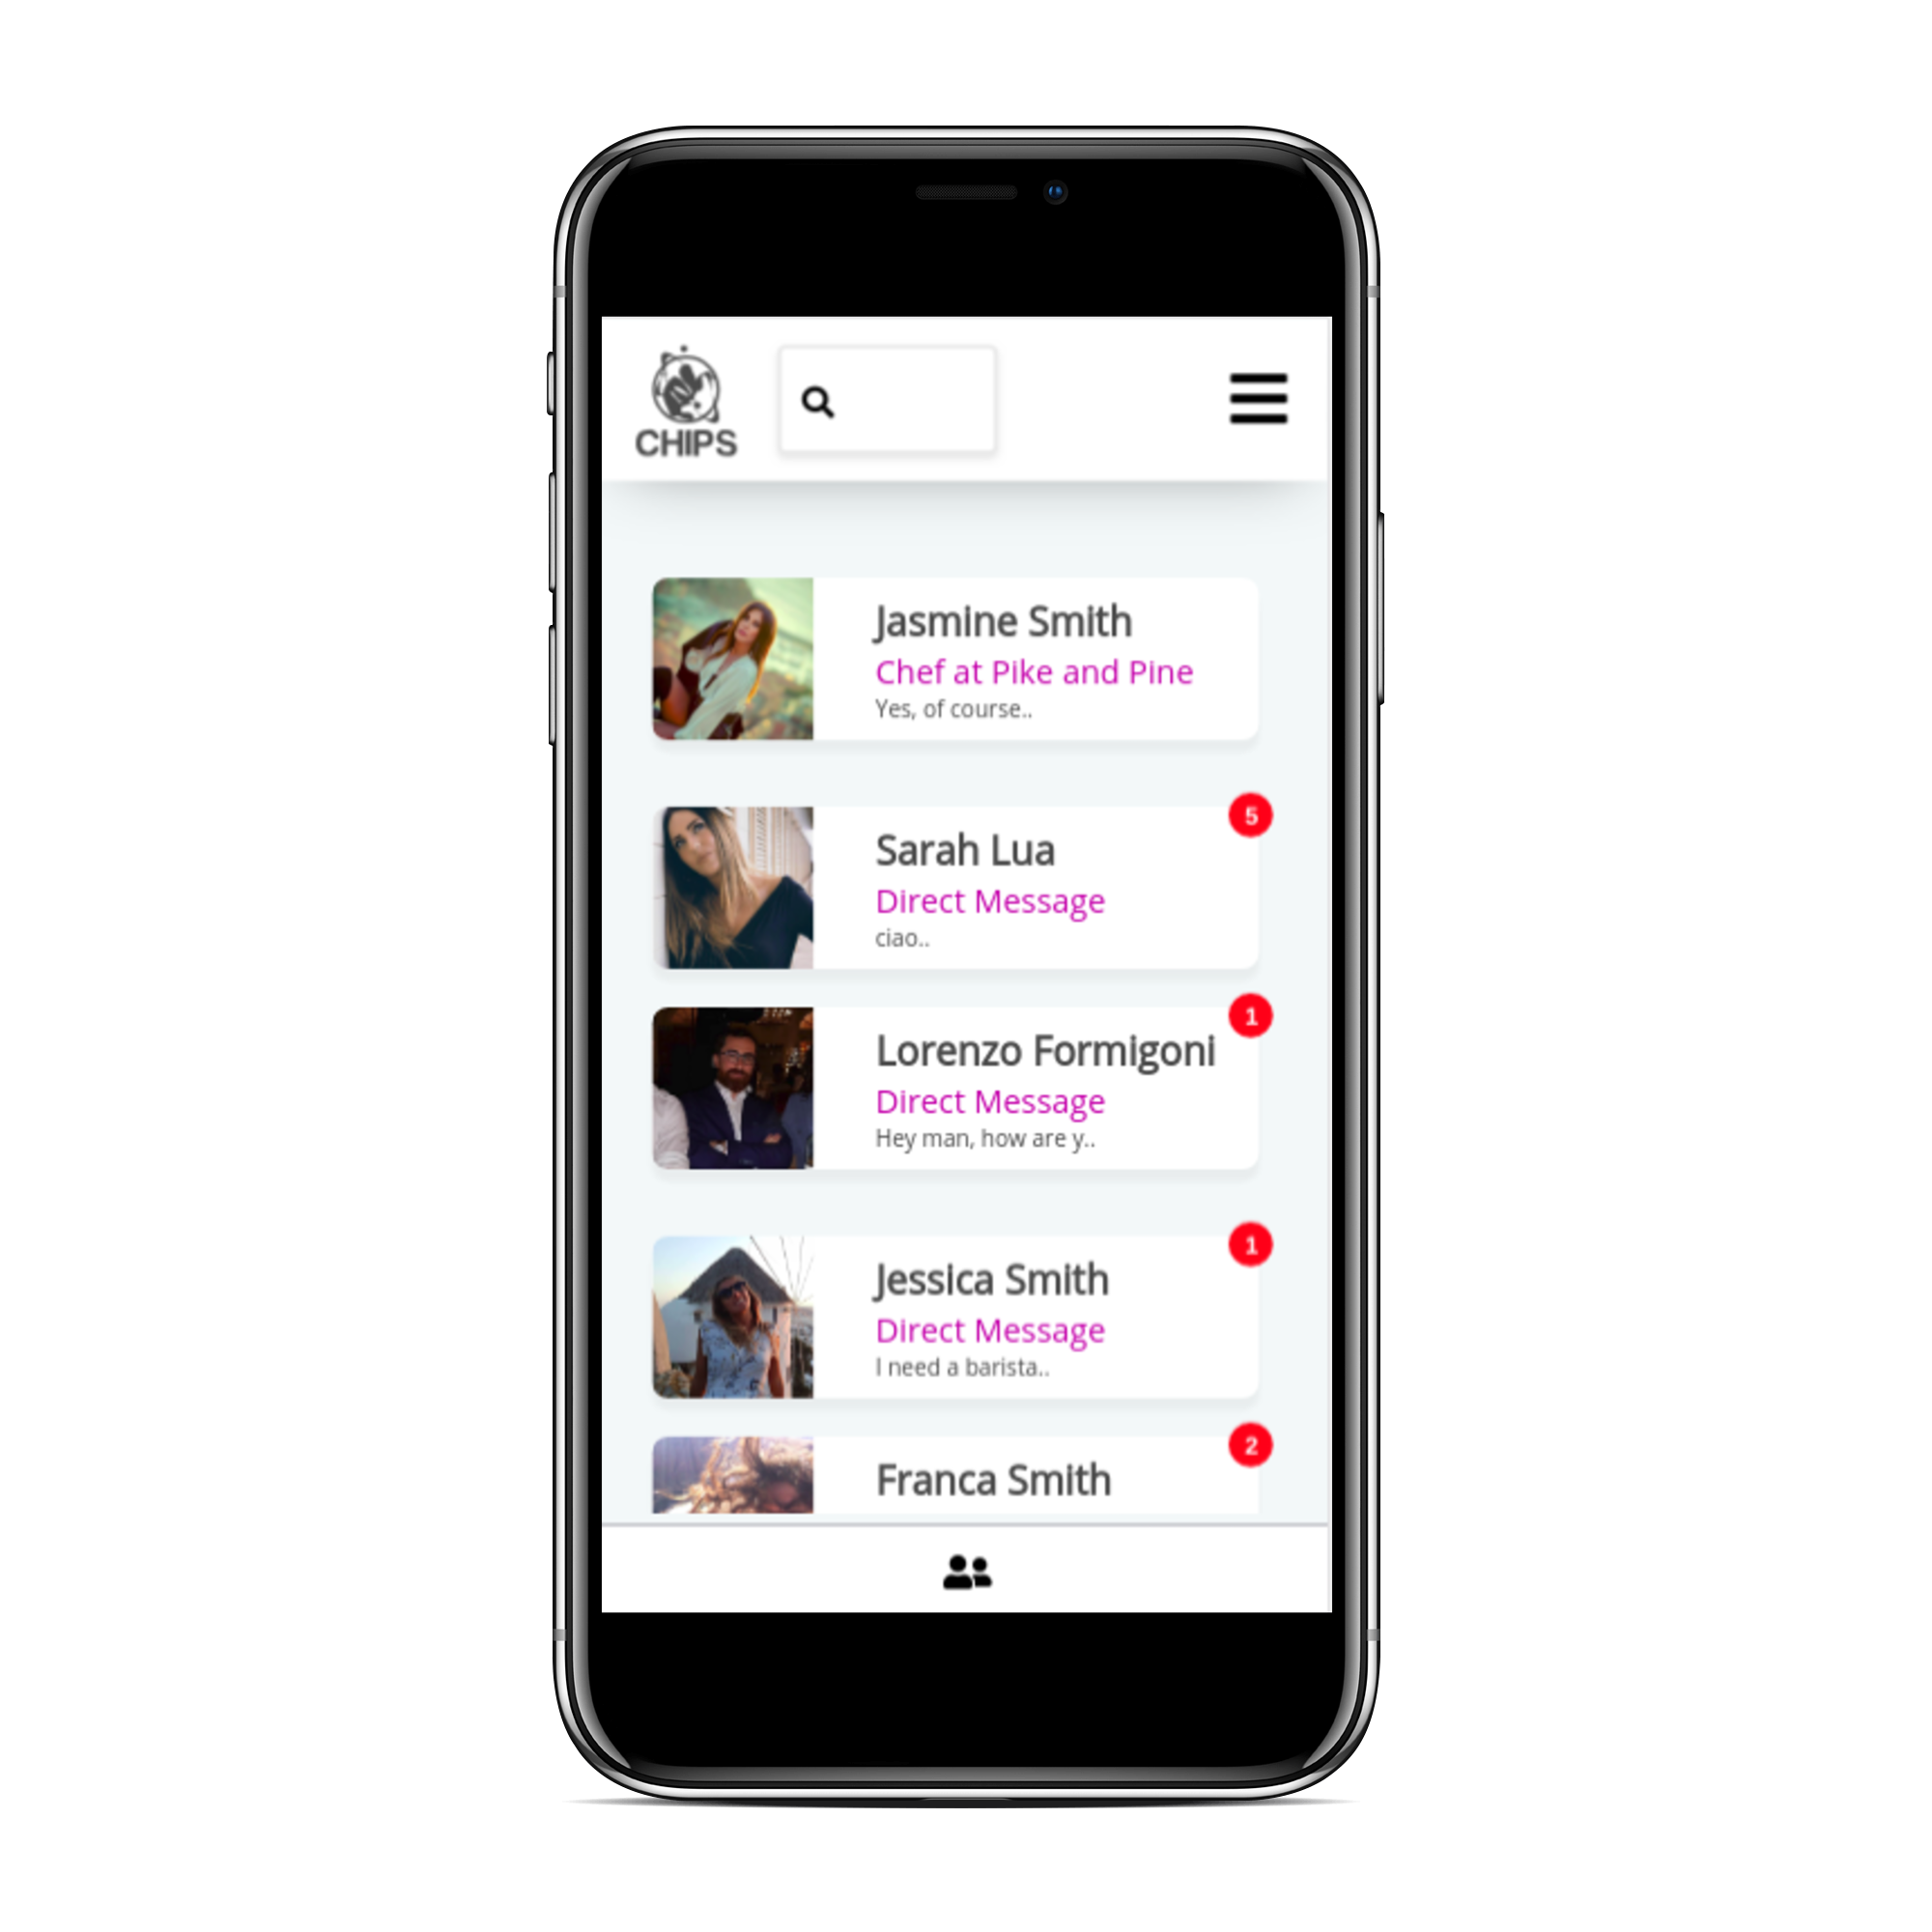 CHIPS
Jasmine Smith
Chef at Pike and Pine
Yes, of course..
5
Sarah Lua
Direct Message
ciao..
1
Lorenzo Formigoni
Direct Message
Hey man, how are y..
1
Jessica Smith
Direct Message
I need a barista..
2
Franca Smith